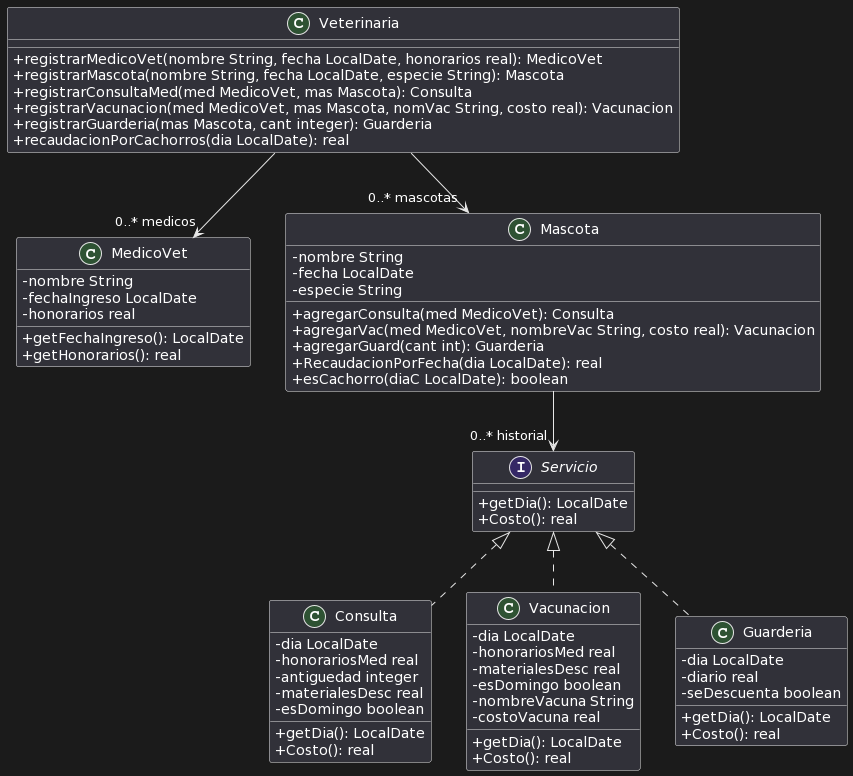 C Veterinaria
+registrarMedicoVet(nombre String, fecha LocalDate, honorarios real): MedicoVet
+registrarMascota(nombre String, fecha LocalDate, especie String): Mascota
+registrarConsultaMed(med MedicoVet, mas Mascota): Consulta
+registrarVacunacion(med MedicoVet, mas Mascota, nomVac String, costo real): Vacunacion
+registrarGuarderia(mas Mascota, cant integer): Guarderia
+recaudacionPorCachorros(dia LocalDate): real
0..* medicos
0..* mascotas
C MedicoVet
-nombre String
-fechaIngreso LocalDate
-honorarios real
+getFechaIngreso(): LocalDate
+getHonorarios(): real
C Mascota
-nombre String
-fecha LocalDate
-especie String
+agregarConsulta(med MedicoVet): Consulta
+agregarVac(med MedicoVet, nombreVac String, costo real): Vacunacion
+agregarGuard(cant int): Guarderia
+RecaudacionPorFecha(dia LocalDate): real
+esCachorro(diaC LocalDate): boolean
0..* historial
I Servicio
+getDia(): LocalDate
+Costo(): real
C Consulta
-dia LocalDate
-honorariosMed real
-antiguedad integer
-materialesDesc real
-esDomingo boolean
+getDia(): LocalDate
+Costo(): real
C Vacunacion
-dia LocalDate
-honorariosMed real
-materialesDesc real
-esDomingo boolean
-nombreVacuna String
-costoVacuna real
+getDia(): LocalDate
+Costo(): real
C Guarderia
-dia LocalDate
-diario real
-seDescuenta boolean
+getDia(): LocalDate
+Costo(): real